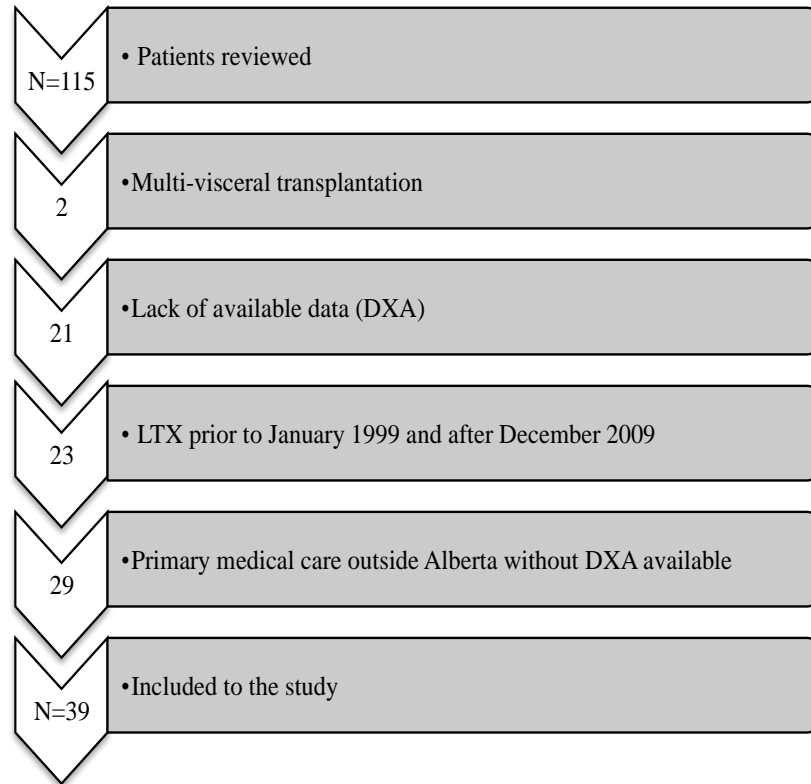 N=115
• Patients reviewed
2
•Multi-visceral transplantation
21
•Lack of available data (DXA)
23
• LTX prior to January 1999 and after December 2009
29
•Primary medical care outside Alberta without DXA available
N=39
•Included to the study